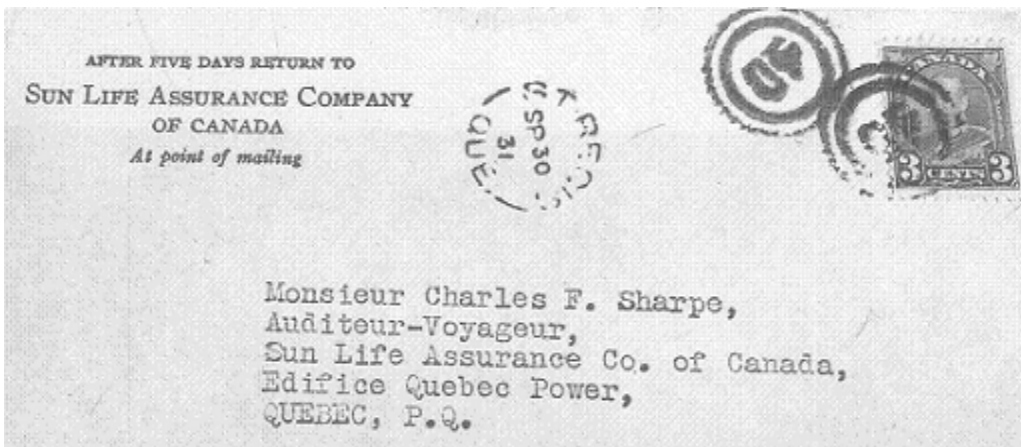 AFTER FIVE DAYS RETURN TO
SUN LIFE ASSURANCE COMPANY
OF CANADA
At point of mailing
SP 30
31
QUE
CANADA
3 CENTS 3
Monsieur Charles F. Sharpe,
Auditeur-Voyageur,
Sun Life Assurance Co. of Canada,
Edifice Quebec Power,
QUEBEC, P.Q.